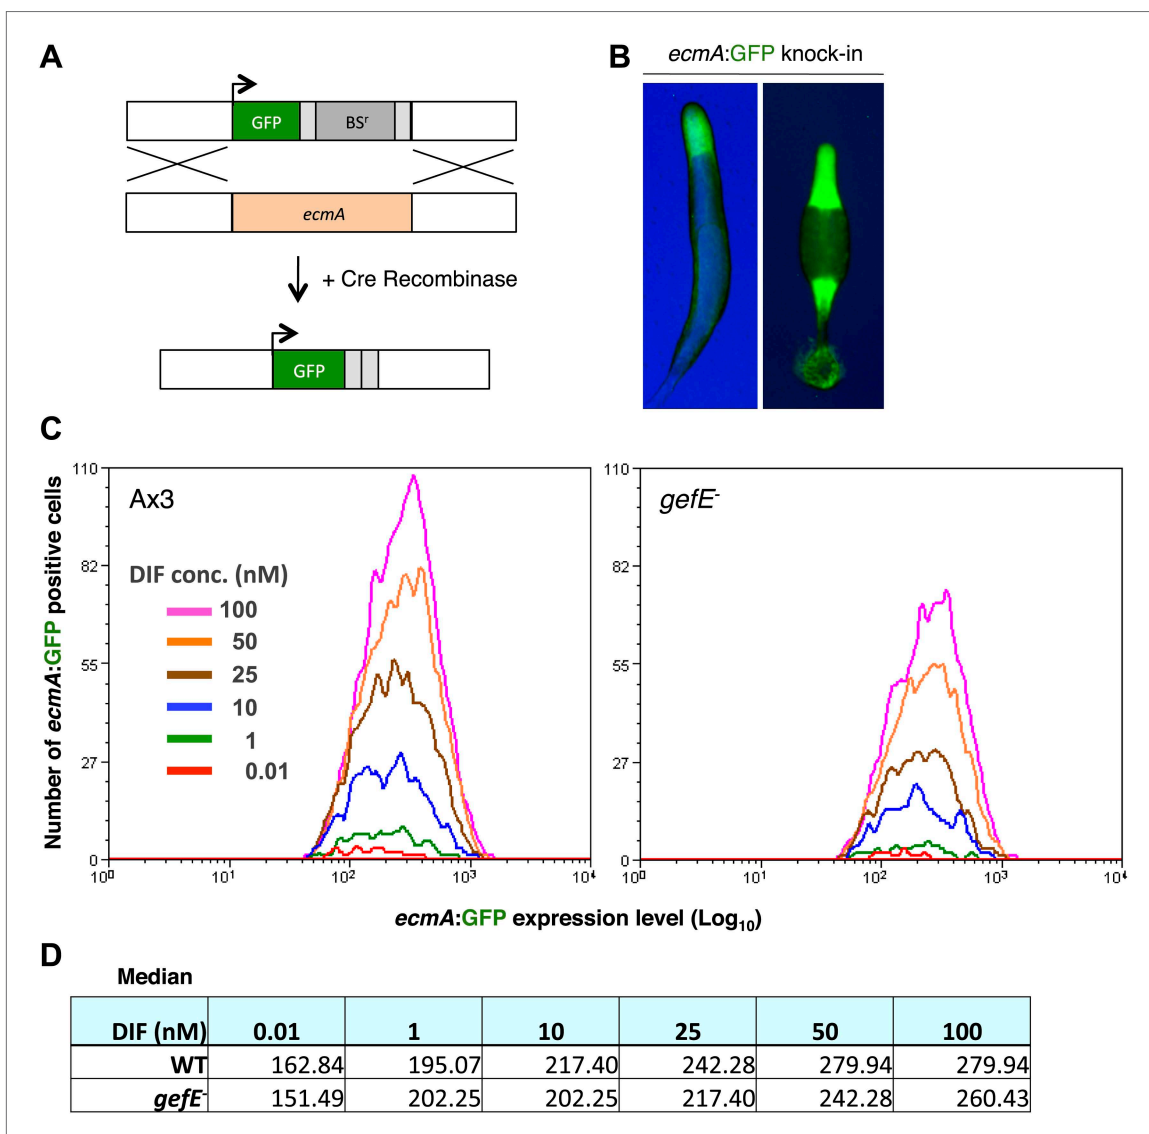 A
GFP
BSʳ
ecmA
+ Cre Recombinase
GFP
B
ecmA:GFP knock-in
C
Number of ecmA:GFP positive cells
110
82
55
27
0
Ax3
DIF conc. (nM)
100
50
25
10
1
0.01
10⁰ 10¹ 10² 10³ 10⁴
110
82
55
27
0
gefE⁻
10⁰ 10¹ 10² 10³ 10⁴
ecmA:GFP expression level (Log₁₀)
D
Median
DIF (nM) 0.01 1 10 25 50 100
WT 162.84 195.07 217.40 242.28 279.94 279.94
gefE⁻ 151.49 202.25 202.25 217.40 242.28 260.43